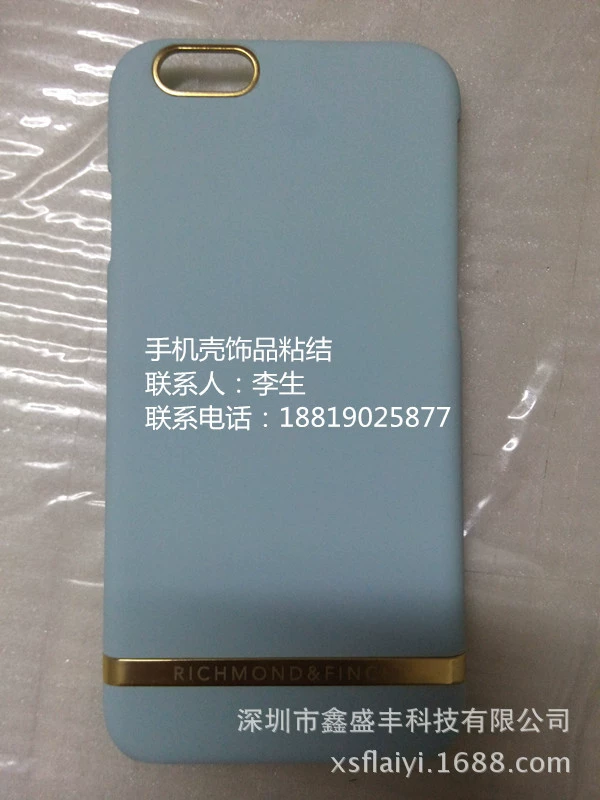 手机壳饰品粘结
联系人：李生
联系电话：18819025877
RICHMOND&FINCH
深圳市鑫盛丰科技有限公司
xsflaiyi.1688.com